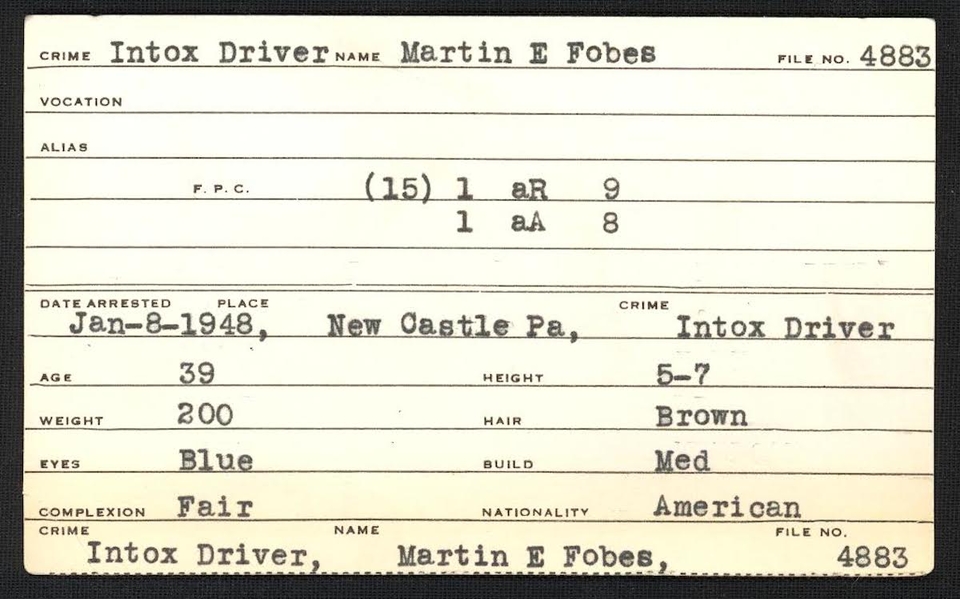 CRIME Intox Driver NAME Martin E Fobes FILE NO. 4883
VOCATION
ALIAS
F. P. C. (15) 1 aR 9
1 aA 8
DATE ARRESTED PLACE CRIME
Jan-8-1948, New Castle Pa, Intox Driver
AGE 39 HEIGHT 5-7
WEIGHT 200 HAIR Brown
EYES Blue BUILD Med
COMPLEXION Fair NATIONALITY American
CRIME NAME FILE NO.
Intox Driver, Martin E Fobes, 4883